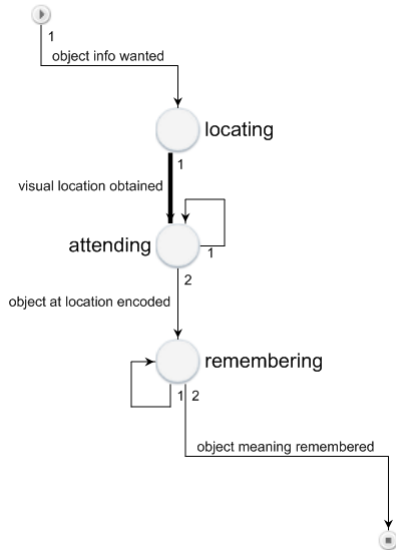 1
object info wanted
locating
1
visual location obtained
attending
1
2
object at location encoded
remembering
1 2
object meaning remembered